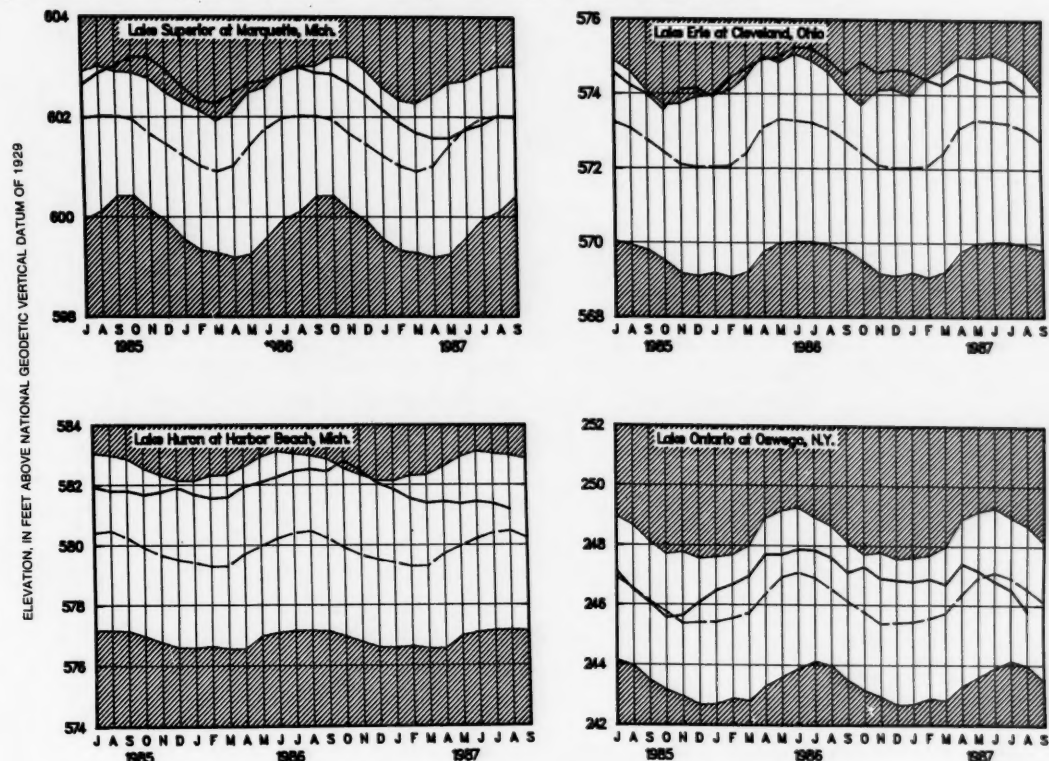 ELEVATION, IN FEET ABOVE NATIONAL GEODETIC VERTICAL DATUM OF 1929
Lake Superior at Marquette, Mich.
604
602
600
598
J A S O N D J F M A M J J A S O N D J F M A M J J A S
1985 1986 1987
Lake Erie at Cleveland, Ohio
576
574
572
570
568
J A S O N D J F M A M J J A S O N D J F M A M J J A S
1985 1986 1987
Lake Huron at Harbor Beach, Mich.
584
582
580
578
576
574
J A S O N D J F M A M J J A S O N D J F M A M J J A S
1985 1986 1987
Lake Ontario at Oswego, N.Y.
252
250
248
246
244
242
J A S O N D J F M A M J J A S O N D J F M A M J J A S
1985 1986 1987